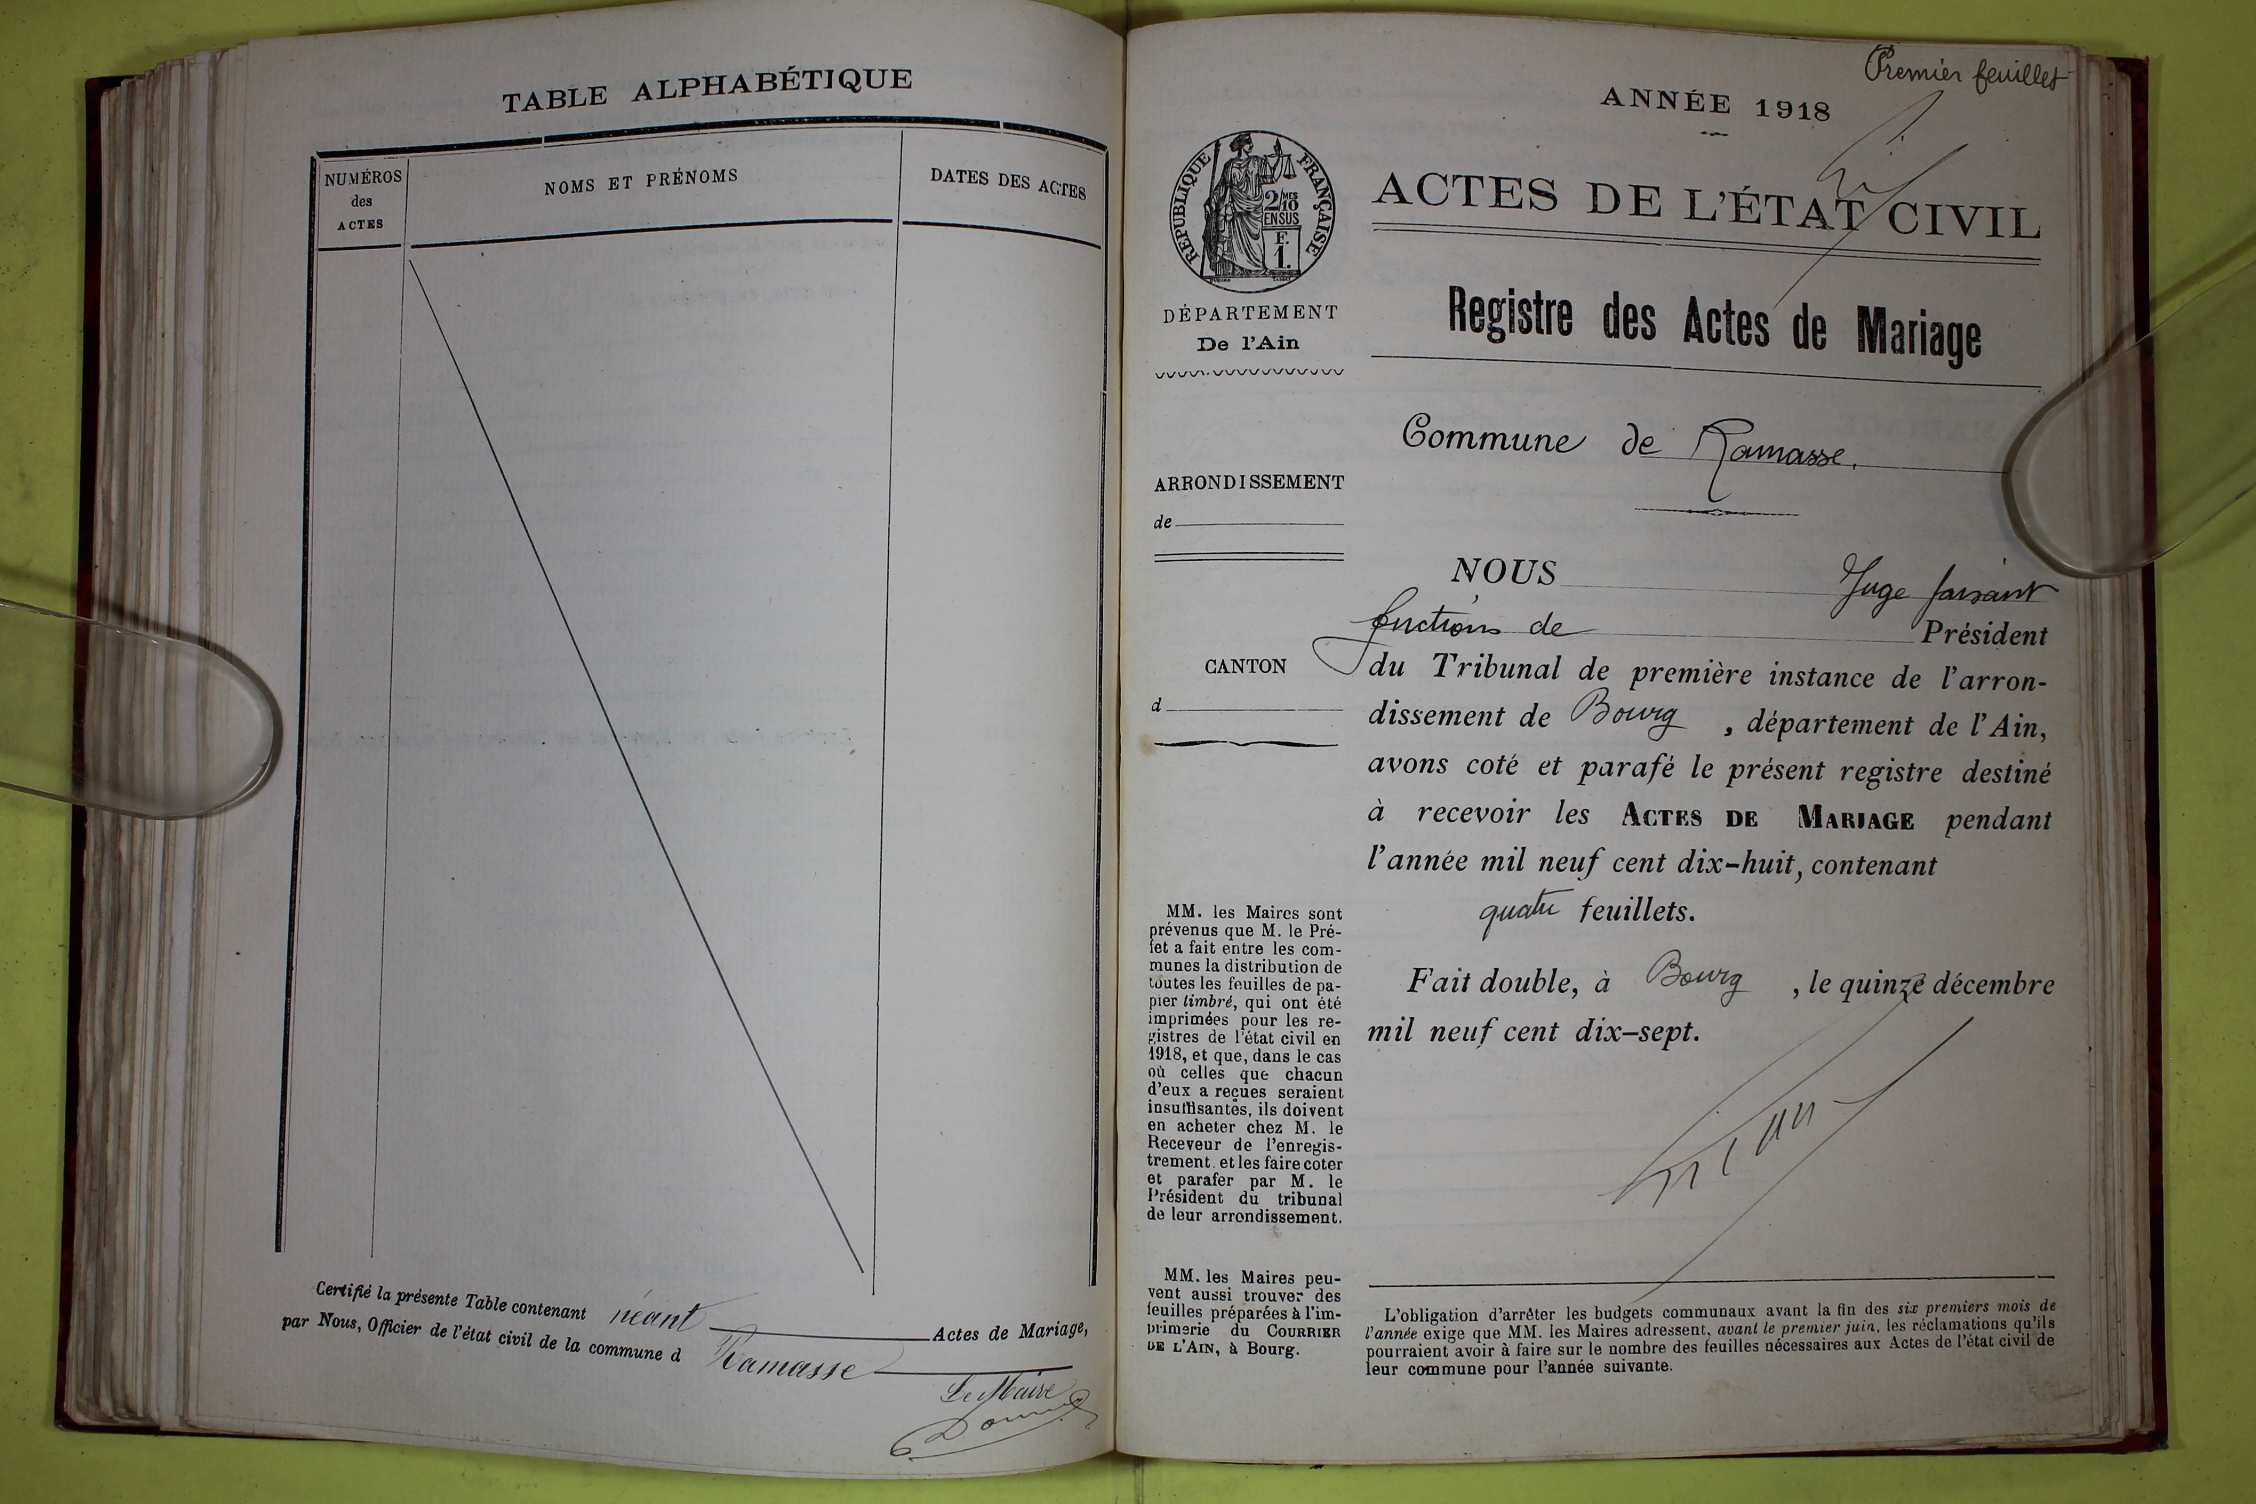 TABLE ALPHABÉTIQUE
NUMÉROS
des
ACTES
NOMS ET PRÉNOMS
DATES DES ACTES
Certifié la présente Table contenant néant Actes de Mariage,
par Nous, Officier de l'état civil de la commune d Ramasse
Le Maire
Premier feuillet
ANNÉE 1918
RÉPUBLIQUE FRANÇAISE
2/10 MES
EN SUS
F.
1.
DÉPARTEMENT
De l'Ain
ARRONDISSEMENT
de
CANTON
d
MM. les Maires sont
prévenus que M. le Pré-
fet a fait entre les com-
munes la distribution de
toutes les feuilles de pa-
pier timbré, qui ont été
imprimées pour les re-
gistres de l'état civil en
1918, et que, dans le cas
où celles que chacun
d'eux a reçues seraient
insuffisantes, ils doivent
en acheter chez M. le
Receveur de l'enregis-
trement, et les faire coter
et parafer par M. le
Président du tribunal
de leur arrondissement.
MM. les Maires peu-
vent aussi trouver des
feuilles préparées à l'im-
primerie du COURRIER
DE L'AIN, à Bourg.
ACTES DE L'ÉTAT CIVIL
Registre des Actes de Mariage
Commune de Ramasse.
NOUS Juge faisant
fonctions de Président
du Tribunal de première instance de l'arron-
dissement de Bourg, département de l'Ain,
avons coté et parafé le présent registre destiné
à recevoir les ACTES DE MARIAGE pendant
l'année mil neuf cent dix-huit, contenant
quatre feuillets.
Fait double, à Bourg, le quinze décembre
mil neuf cent dix-sept.
L'obligation d'arrêter les budgets communaux avant la fin des six premiers mois de
l'année exige que MM. les Maires adressent, avant le premier juin, les réclamations qu'ils
pourraient avoir à faire sur le nombre des feuilles nécessaires aux Actes de l'état civil de
leur commune pour l'année suivante.